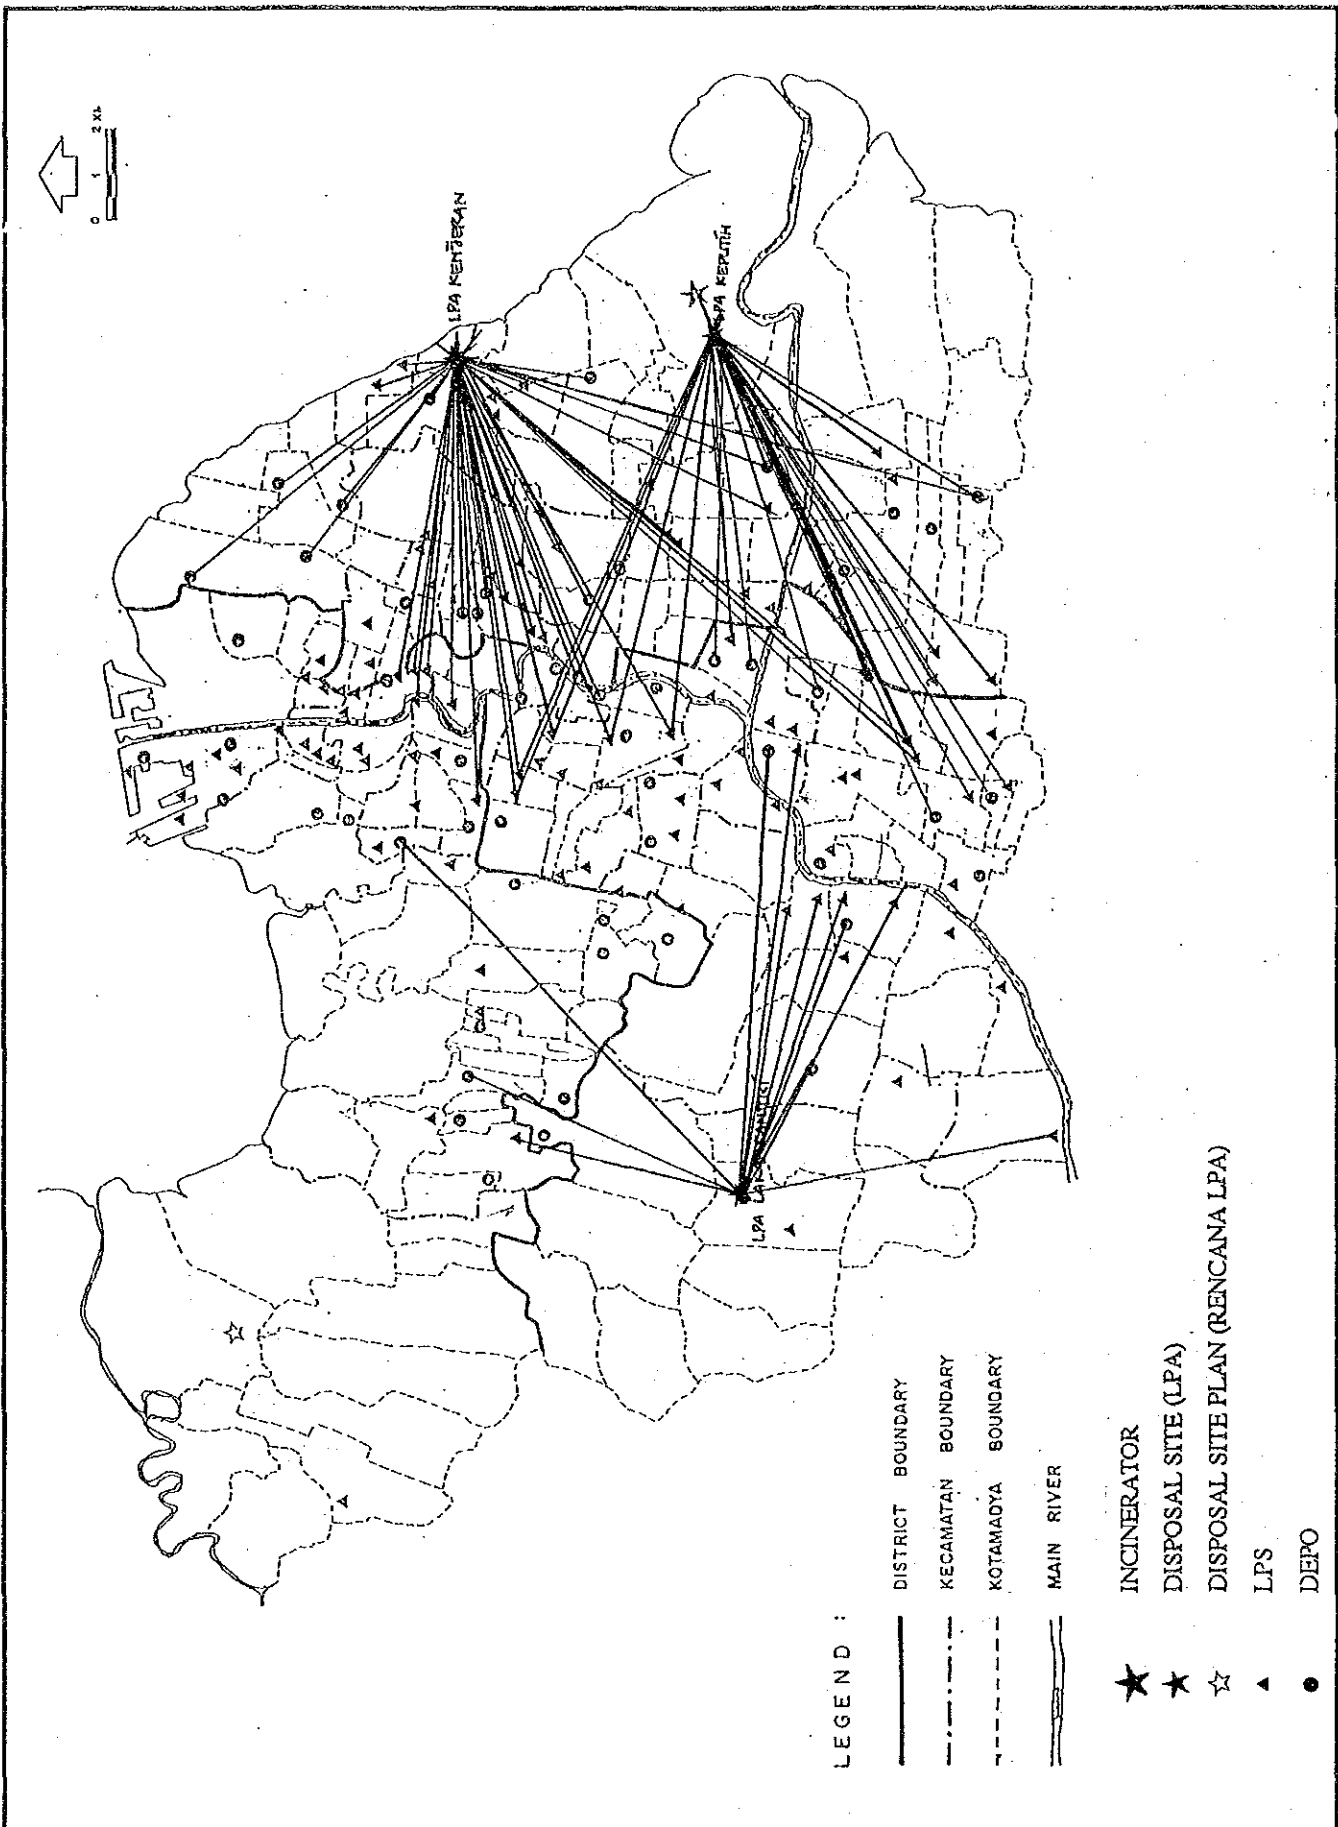 0 1 2 KM
LPA KENJERAN
LPA KEPUTIH
LPA
LEGEND :
DISTRICT BOUNDARY
KECAMATAN BOUNDARY
KOTAMADYA BOUNDARY
MAIN RIVER
INCINERATOR
DISPOSAL SITE (LPA)
DISPOSAL SITE PLAN (RENCANA LPA)
LPS
DEPO